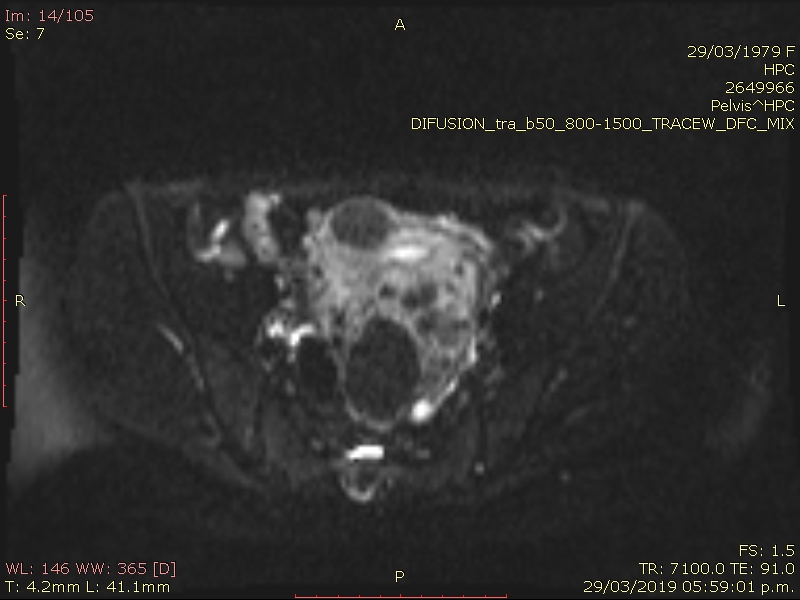 Im: 14/105
Se: 7
A
29/03/1979 F
HPC
2649966
Pelvis^HPC
DIFUSION_tra_b50_800-1500_TRACEW_DFC_MIX
R
L
WL: 146 WW: 365 [D]
T: 4.2mm L: 41.1mm
P
FS: 1.5
TR: 7100.0 TE: 91.0
29/03/2019 05:59:01 p.m.